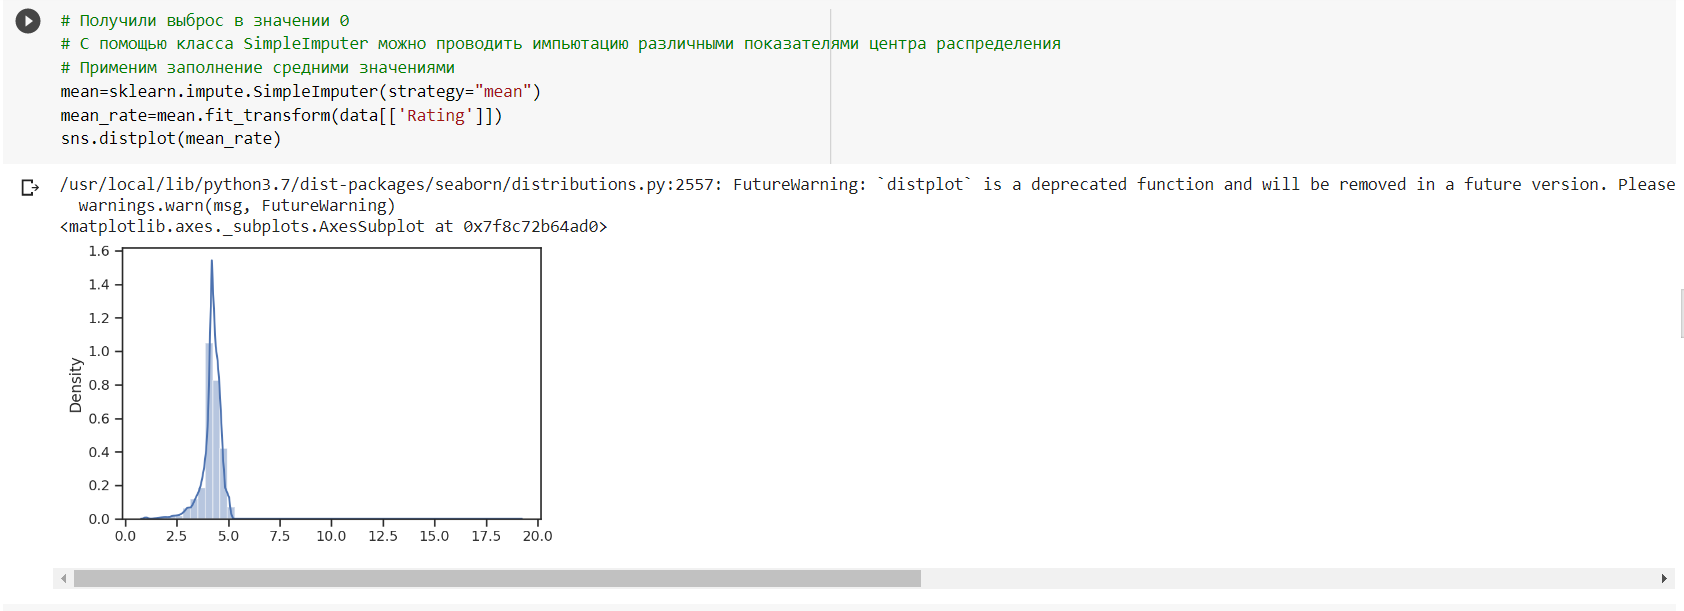 # Получили выброс в значении 0
# С помощью класса SimpleImputer можно проводить импьютацию различными показателями центра распределения
# Применим заполнение средними значениями
mean=sklearn.impute.SimpleImputer(strategy="mean")
mean_rate=mean.fit_transform(data[['Rating']])
sns.distplot(mean_rate)
/usr/local/lib/python3.7/dist-packages/seaborn/distributions.py:2557: FutureWarning: `distplot` is a deprecated function and will be removed in a future version. Please
warnings.warn(msg, FutureWarning)
<matplotlib.axes._subplots.AxesSubplot at 0x7f8c72b64ad0>
1.6
1.4
1.2
1.0
0.8
0.6
0.4
0.2
0.0
Density
0.0 2.5 5.0 7.5 10.0 12.5 15.0 17.5 20.0